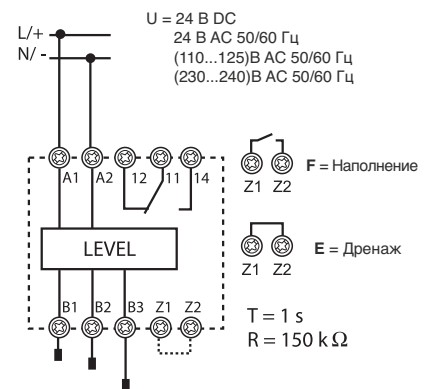 L/+
N/ -
U = 24 В DC
24 В AC 50/60 Гц
(110...125)В AC 50/60 Гц
(230...240)В AC 50/60 Гц
A1 A2 12 11 14
Z1 Z2 F = Наполнение
LEVEL
Z1 Z2 E = Дренаж
B1 B2 B3 Z1 Z2
T = 1 s
R = 150 k Ω